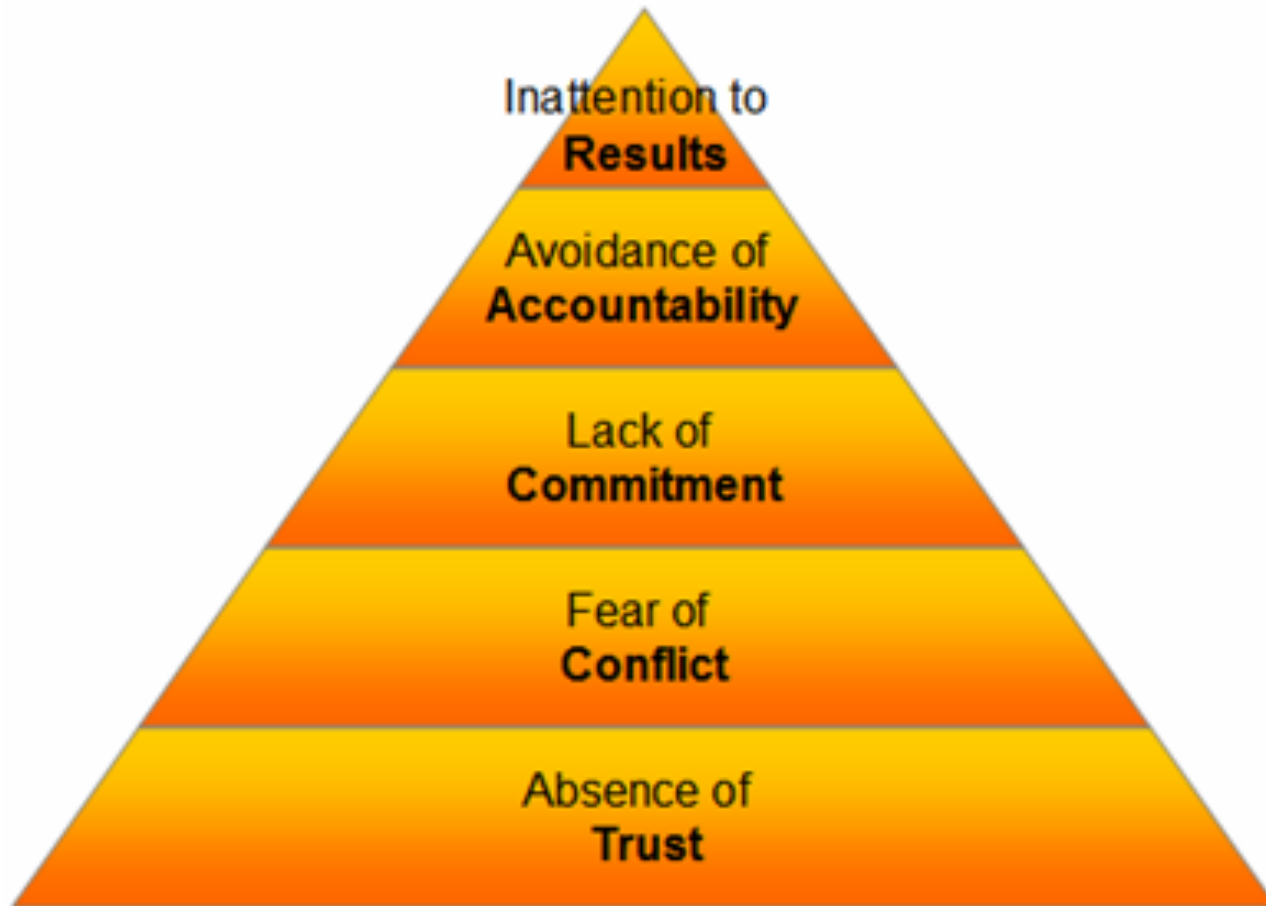 Inattention to
Results
Avoidance of
Accountability
Lack of
Commitment
Fear of
Conflict
Absence of
Trust